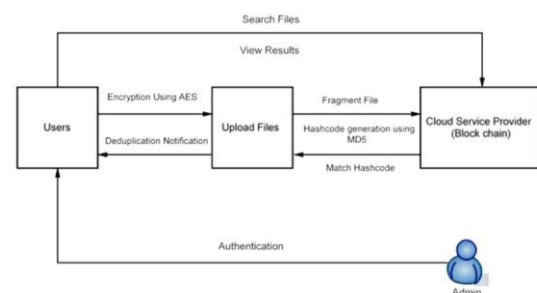 Search Files
View Results
Encryption Using AES
Fragment File
Users
Upload Files
Cloud Service Provider
(Block chain)
Deduplication Notification
Hashcode generation using
MD5
Match Hashcode
Authentication
Admin